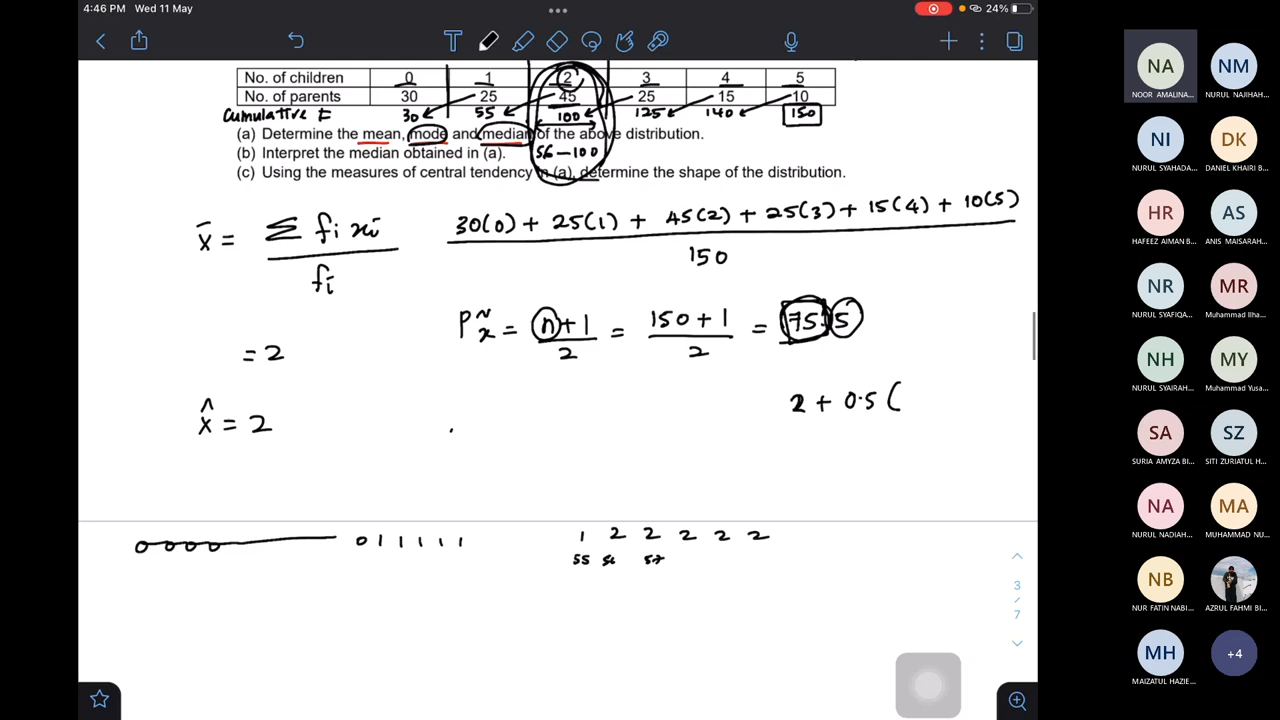 4:46 PM Wed 11 May
24%
No. of children 0 1 2 3 4 5
No. of parents 30 25 45 25 15 10
Cumulative F 30 55 100 125 140 150
(a) Determine the mean, mode and median of the above distribution.
(b) Interpret the median obtained in (a). 56 – 100
(c) Using the measures of central tendency in (a), determine the shape of the distribution.
x̄ = Σ fi xi / fi
30(0) + 25(1) + 45(2) + 25(3) + 15(4) + 10(5) / 150
P x̃ = n+1 / 2 = 150 + 1 / 2 = 75.5
= 2
2 + 0.5 (
x̂ = 2
0 0 0 0 0 1 1 1 1 1 1 2 2 2 2 2
55 56 57
3 / 7
NA
NOOR AMALINA...
NM
NURUL NAJIHAH...
NI
NURUL SYAHADA...
DK
DANIEL KHAIRI B...
HR
HAFEEZ AIMAN B...
AS
ANIS MAISARAH...
NR
NURUL SYAFIQA...
MR
Muhammad Ilha...
NH
NURUL SYAIRAH...
MY
Muhammad Yusa...
SA
SURIA AMYZA BI...
SZ
SITI ZURIATUL H...
NA
NURUL NADIAH...
MA
MUHAMMAD NU...
NB
NUR FATIN NABI...
AZRUL FAHMI BI...
MH
MAIZATUL HAZIE...
+4